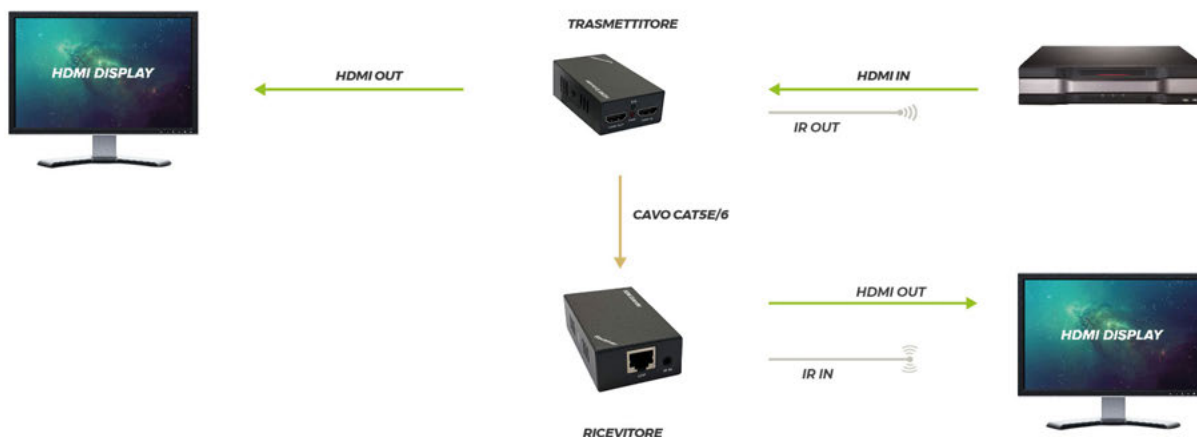 TRASMETTITORE
HDMI DISPLAY
HDMI OUT
HDMI IN
IR OUT
CAVO CAT5E/6
HDMI OUT
HDMI DISPLAY
IR IN
RICEVITORE